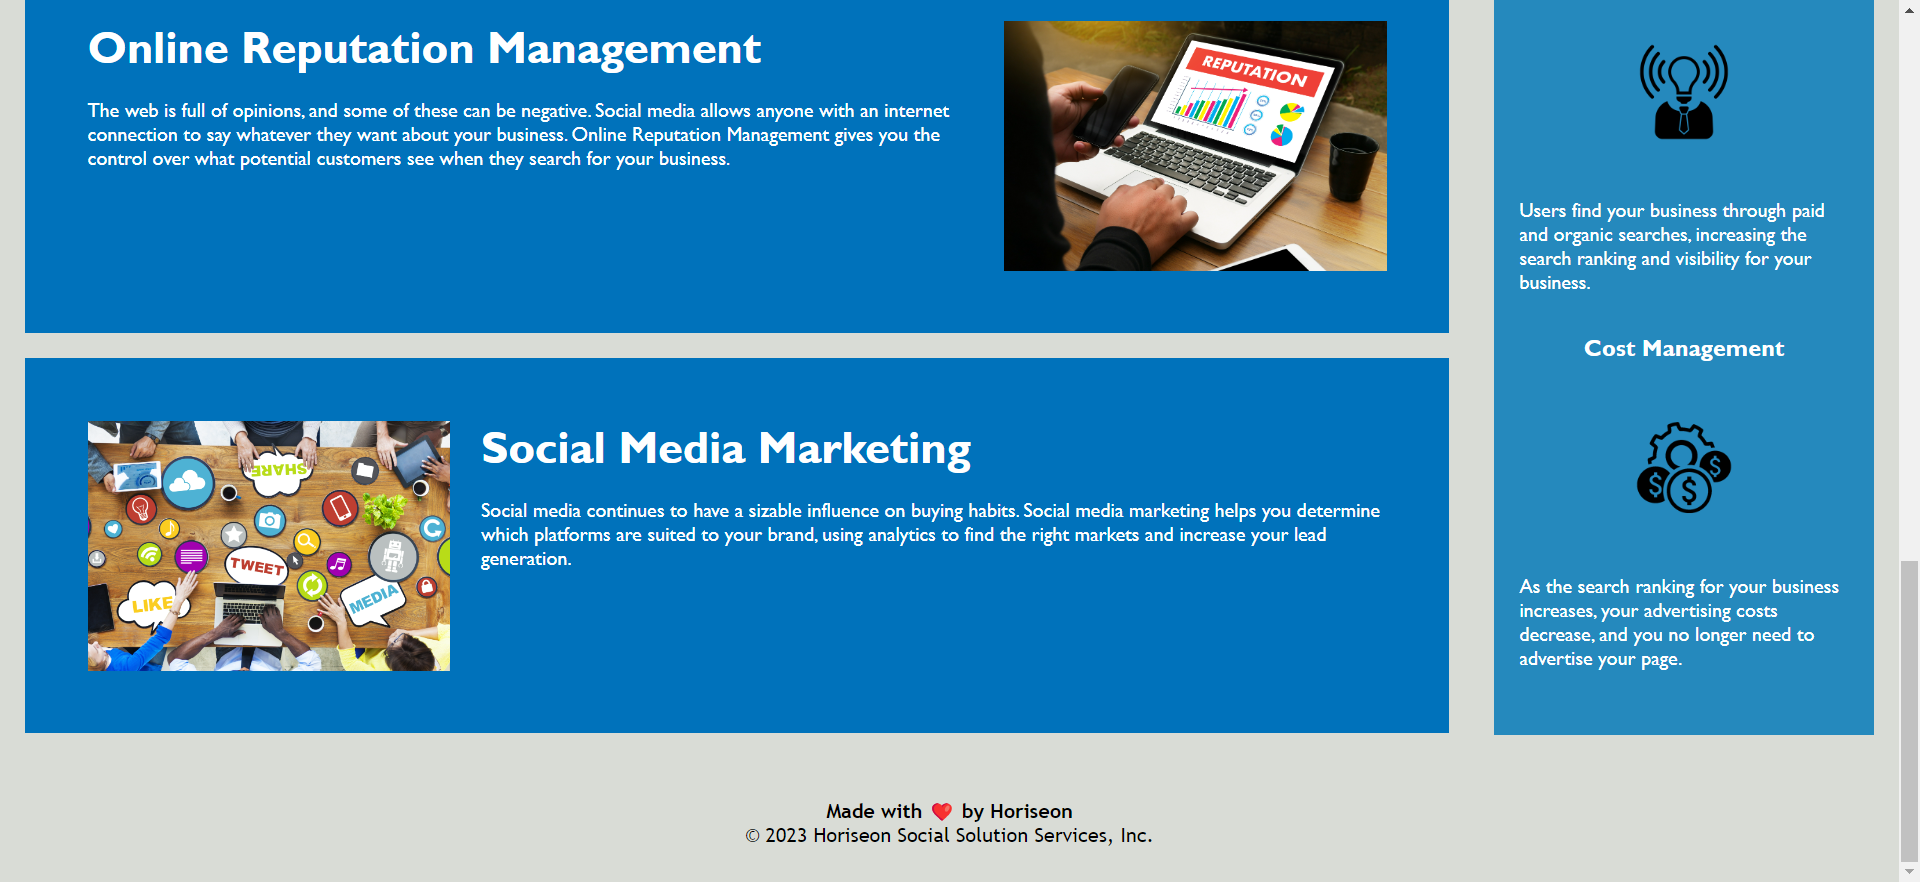 Online Reputation Management
The web is full of opinions, and some of these can be negative. Social media allows anyone with an internet
connection to say whatever they want about your business. Online Reputation Management gives you the
control over what potential customers see when they search for your business.
REPUTATION
Social Media Marketing
Social media continues to have a sizable influence on buying habits. Social media marketing helps you determine
which platforms are suited to your brand, using analytics to find the right markets and increase your lead
generation.
SHARE
TWEET
LIKE
MEDIA
Users find your business through paid
and organic searches, increasing the
search ranking and visibility for your
business.
Cost Management
$
$
$
As the search ranking for your business
increases, your advertising costs
decrease, and you no longer need to
advertise your page.
Made with ❤️ by Horiseon
© 2023 Horiseon Social Solution Services, Inc.